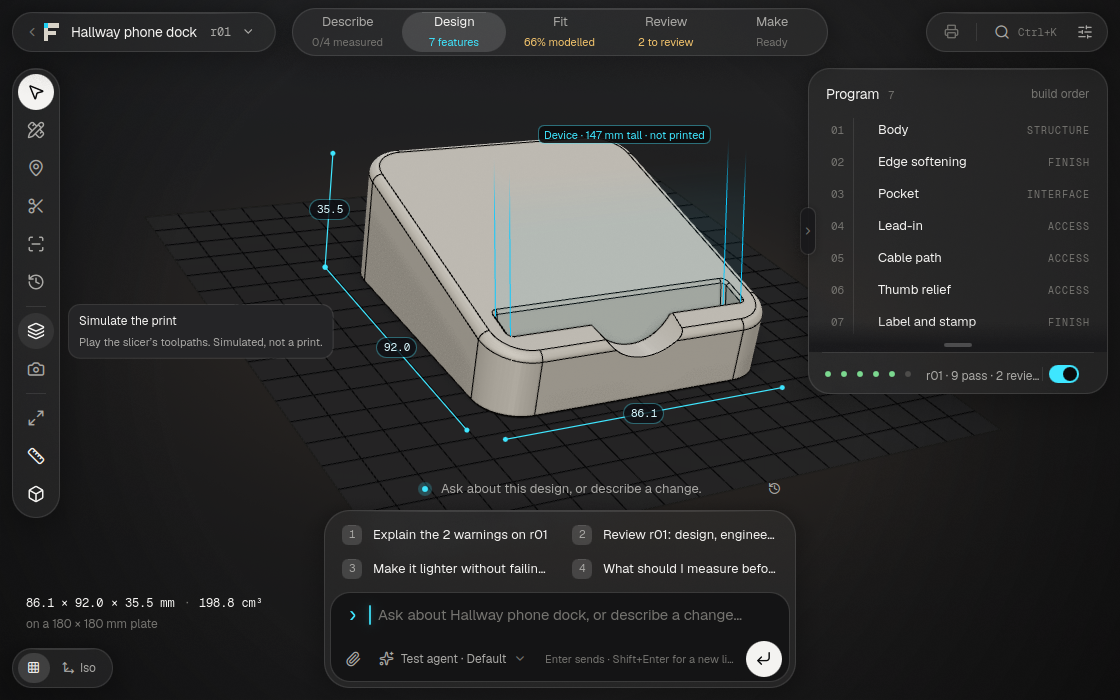 Hallway phone dock r01
Describe
0/4 measured
Design
7 features
Fit
66% modelled
Review
2 to review
Make
Ready
Ctrl+K
Program 7 build order
01 Body STRUCTURE
02 Edge softening FINISH
03 Pocket INTERFACE
04 Lead-in ACCESS
05 Cable path ACCESS
06 Thumb relief ACCESS
07 Label and stamp FINISH
r01 · 9 pass · 2 revie…
Device · 147 mm tall · not printed
35.5
92.0
86.1
Simulate the print
Play the slicer's toolpaths. Simulated, not a print.
Ask about this design, or describe a change.
1 Explain the 2 warnings on r01
2 Review r01: design, enginee…
3 Make it lighter without failin…
4 What should I measure befo…
Ask about Hallway phone dock, or describe a change…
Test agent · Default
Enter sends · Shift+Enter for a new li…
86.1 × 92.0 × 35.5 mm · 198.8 cm³
on a 180 × 180 mm plate
Iso